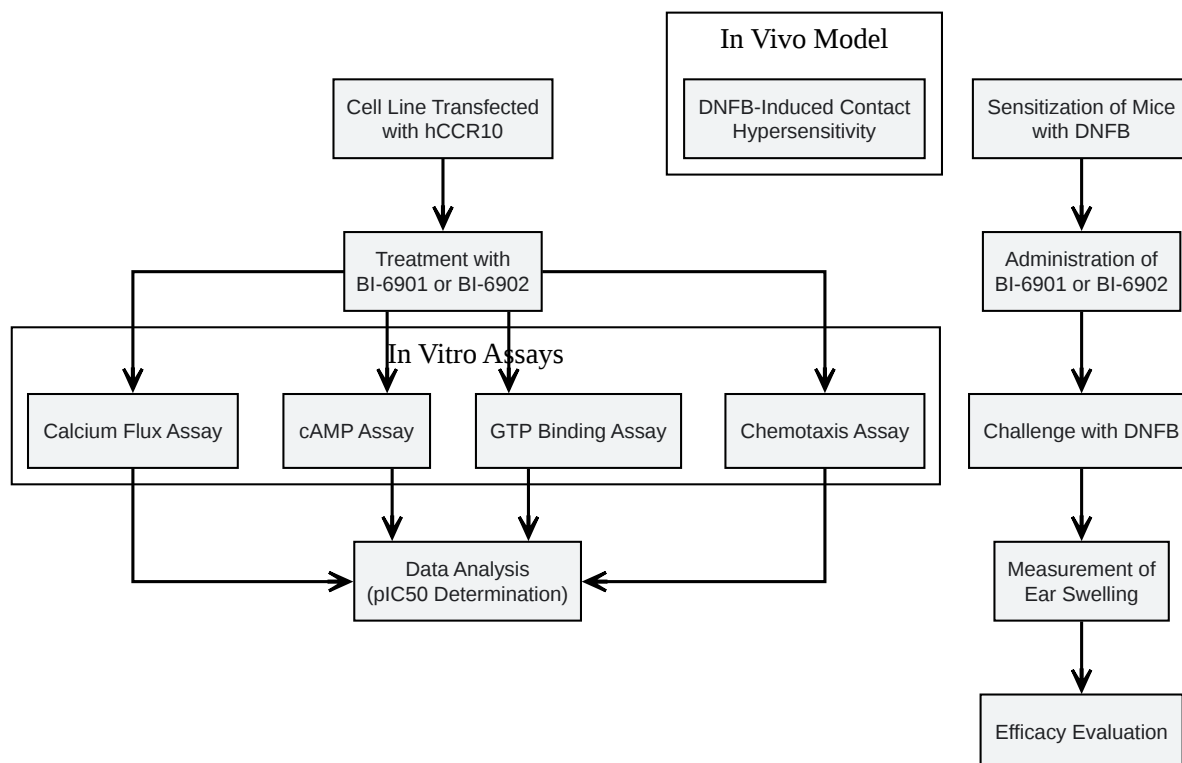 In Vivo Model
Cell Line Transfected
with hCCR10
DNFB-Induced Contact
Hypersensitivity
Sensitization of Mice
with DNFB
Treatment with
BI-6901 or BI-6902
Administration of
BI-6901 or BI-6902
In Vitro Assays
Calcium Flux Assay
cAMP Assay
GTP Binding Assay
Chemotaxis Assay
Challenge with DNFB
Data Analysis
(pIC50 Determination)
Measurement of
Ear Swelling
Efficacy Evaluation